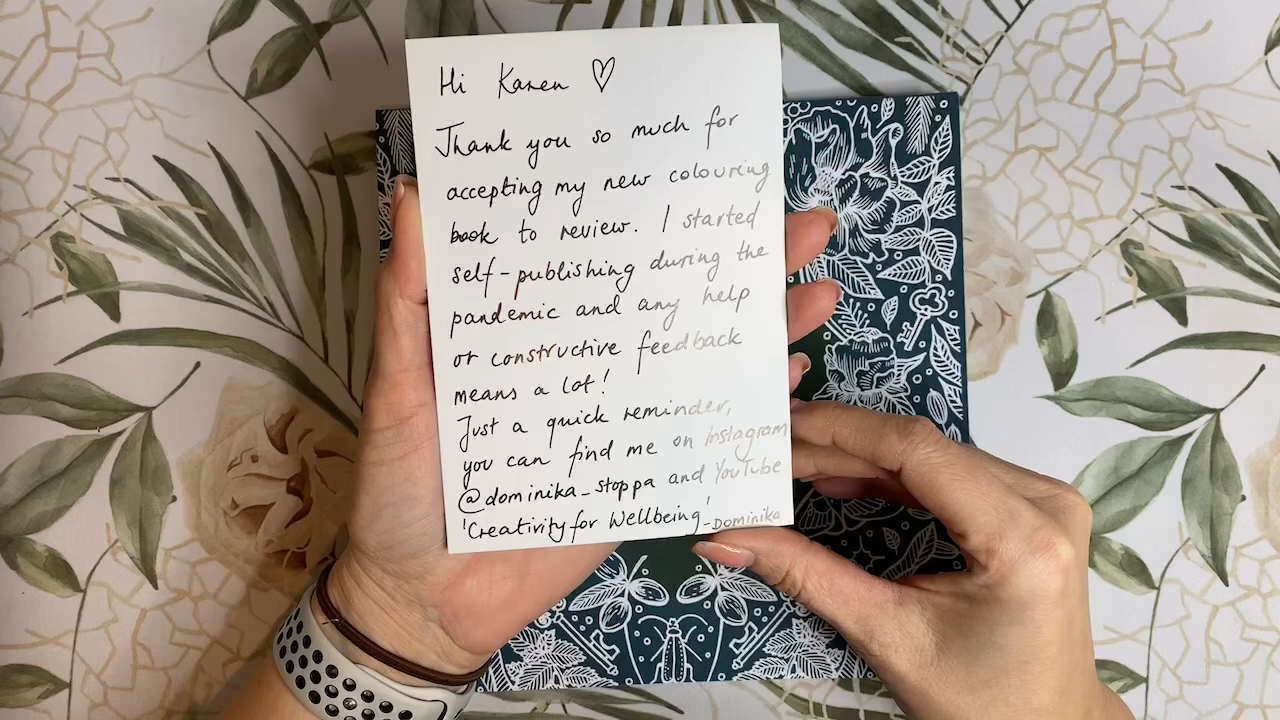 Hi Karen ♡
Thank you so much for
accepting my new colouring
book to review. I started
self-publishing during the
pandemic and any help
or constructive feedback
means a lot!
Just a quick reminder,
you can find me on Instagram
@dominika_stoppa and YouTube
'Creativity for Wellbeing' - Dominika